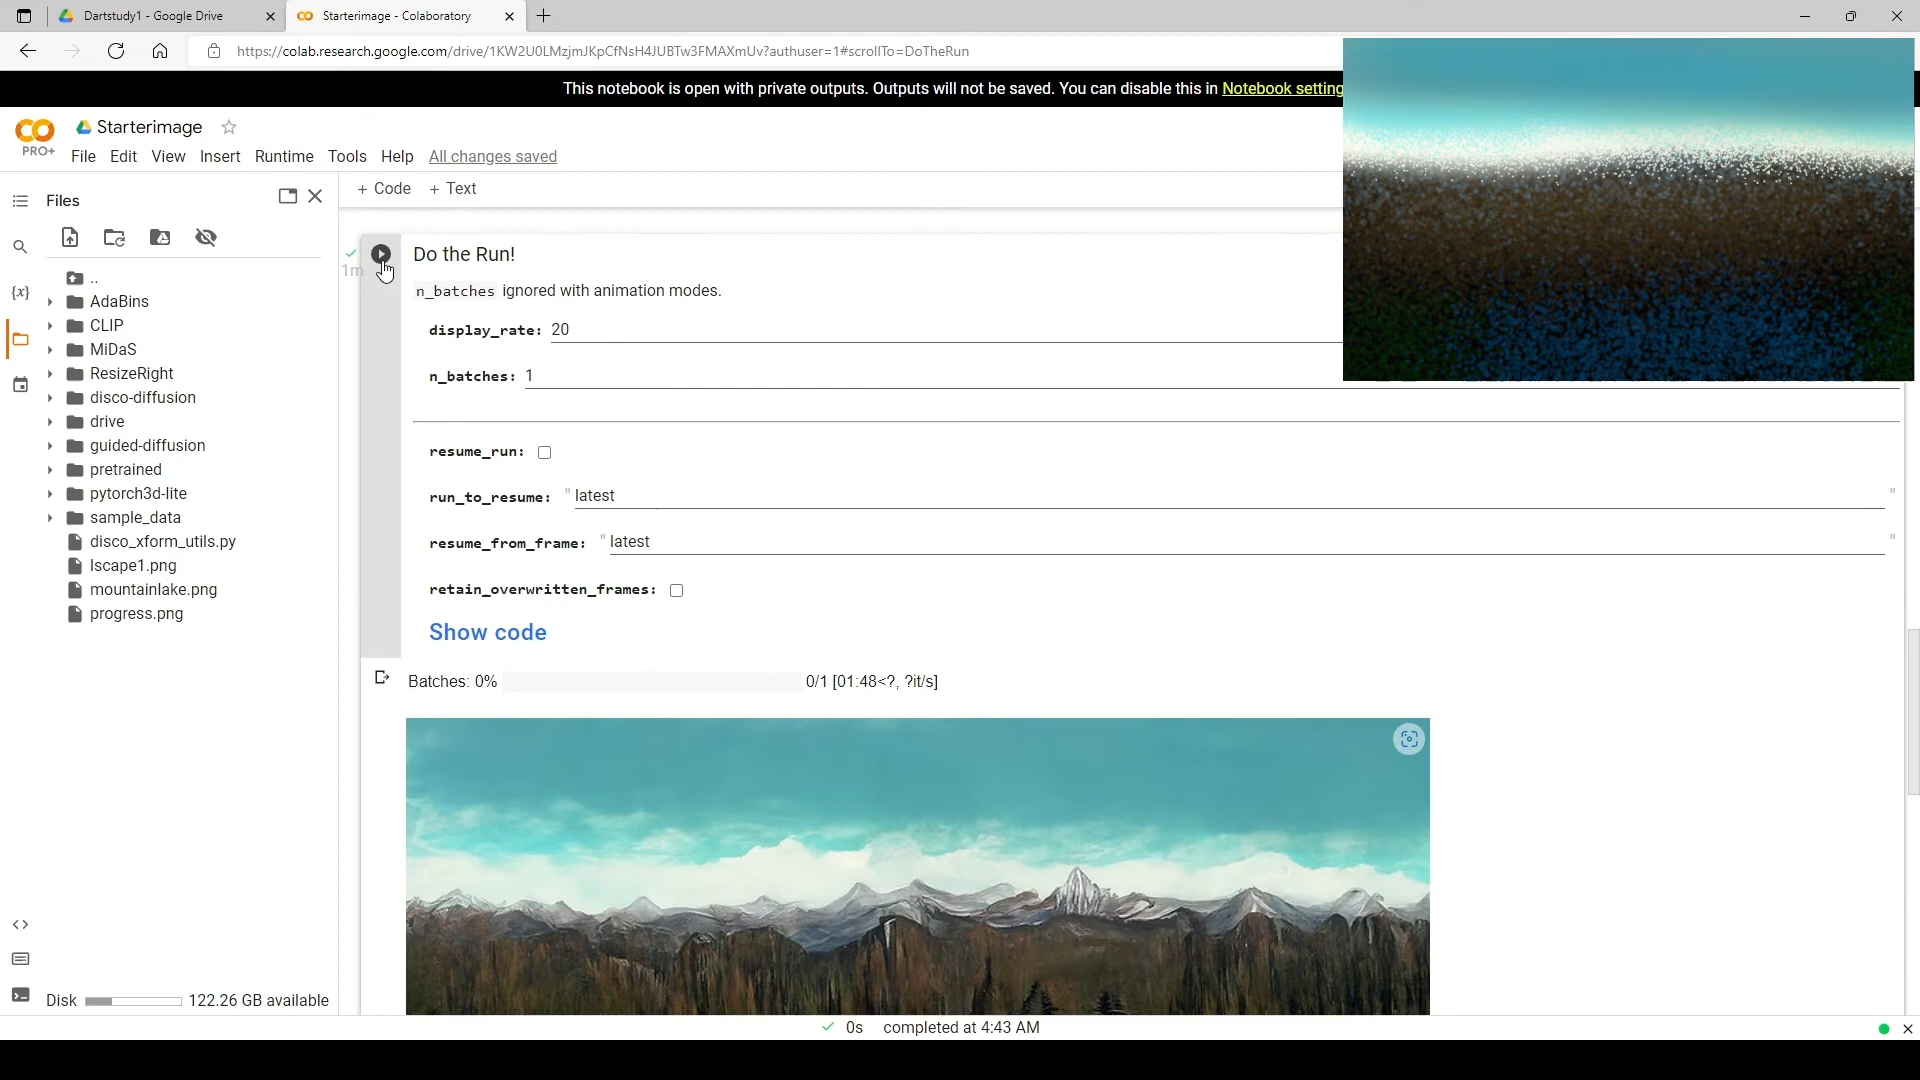 Dartstudy1 - Google Drive
Starterimage - Colaboratory
https://colab.research.google.com/drive/1KW2U0LMzjmJKpCfNsH4JUBTw3FMAXmUv?authuser=1#scrollTo=DoTheRun
This notebook is open with private outputs. Outputs will not be saved. You can disable this in Notebook setting
PRO+
Starterimage
File Edit View Insert Runtime Tools Help All changes saved
Files
+ Code + Text
{x}
..
AdaBins
CLIP
MiDaS
ResizeRight
disco-diffusion
drive
guided-diffusion
pretrained
pytorch3d-lite
sample_data
disco_xform_utils.py
lscape1.png
mountainlake.png
progress.png
Disk 122.26 GB available
1m
Do the Run!
n_batches ignored with animation modes.
display_rate: 20
n_batches: 1
resume_run:
run_to_resume: "latest"
resume_from_frame: "latest"
retain_overwritten_frames:
Show code
Batches: 0% 0/1 [01:48<?, ?it/s]
0s completed at 4:43 AM